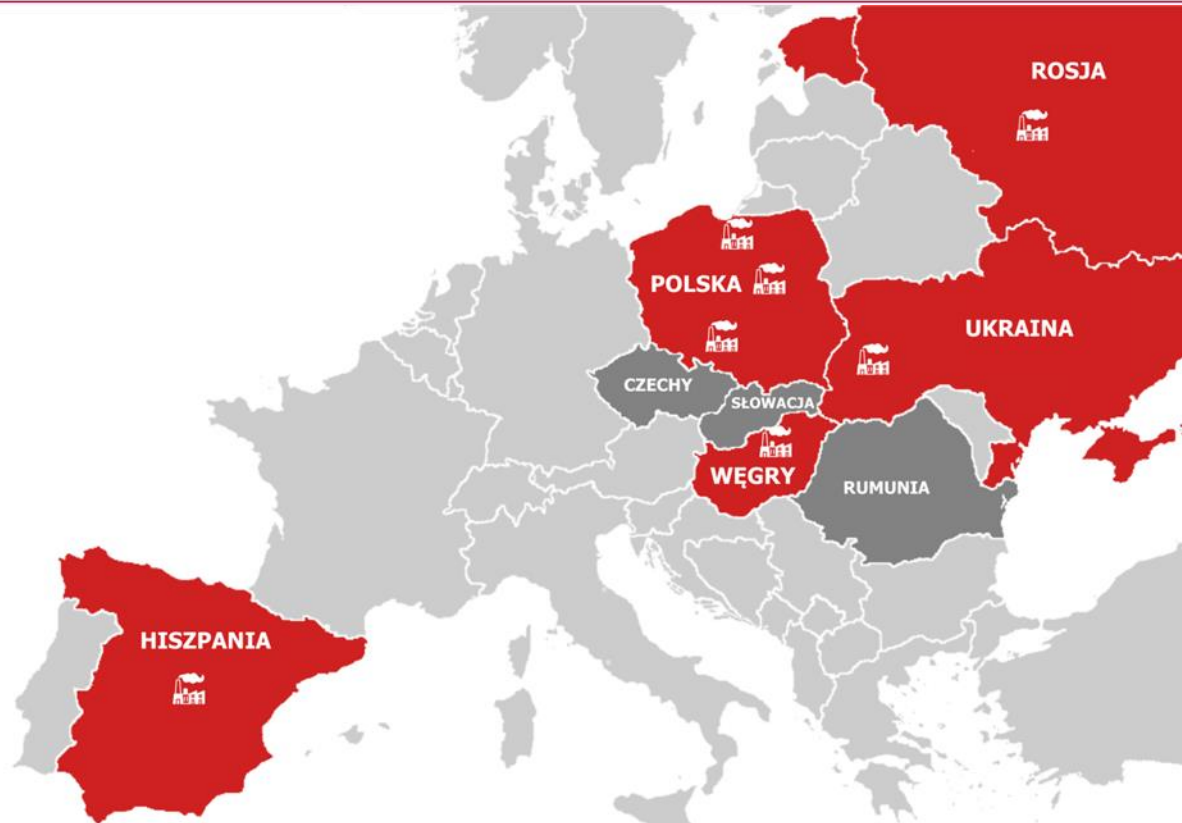 ROSJA
POLSKA
UKRAINA
CZECHY
SŁOWACJA
WĘGRY
RUMUNIA
HISZPANIA